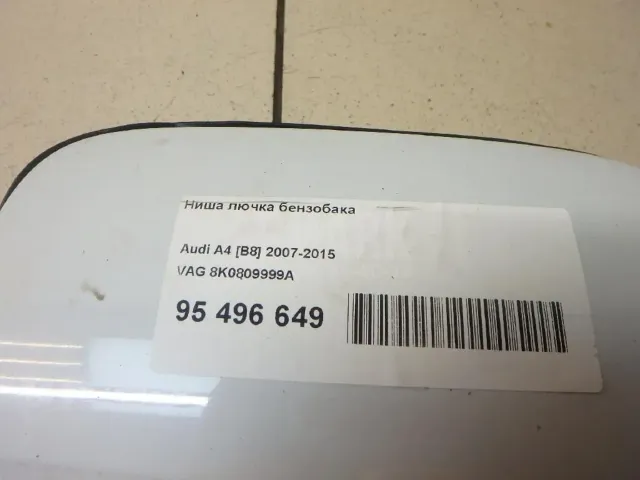 Ниша лючка бензобака
Audi A4 [B8] 2007-2015
VAG 8K0809999A
95 496 649